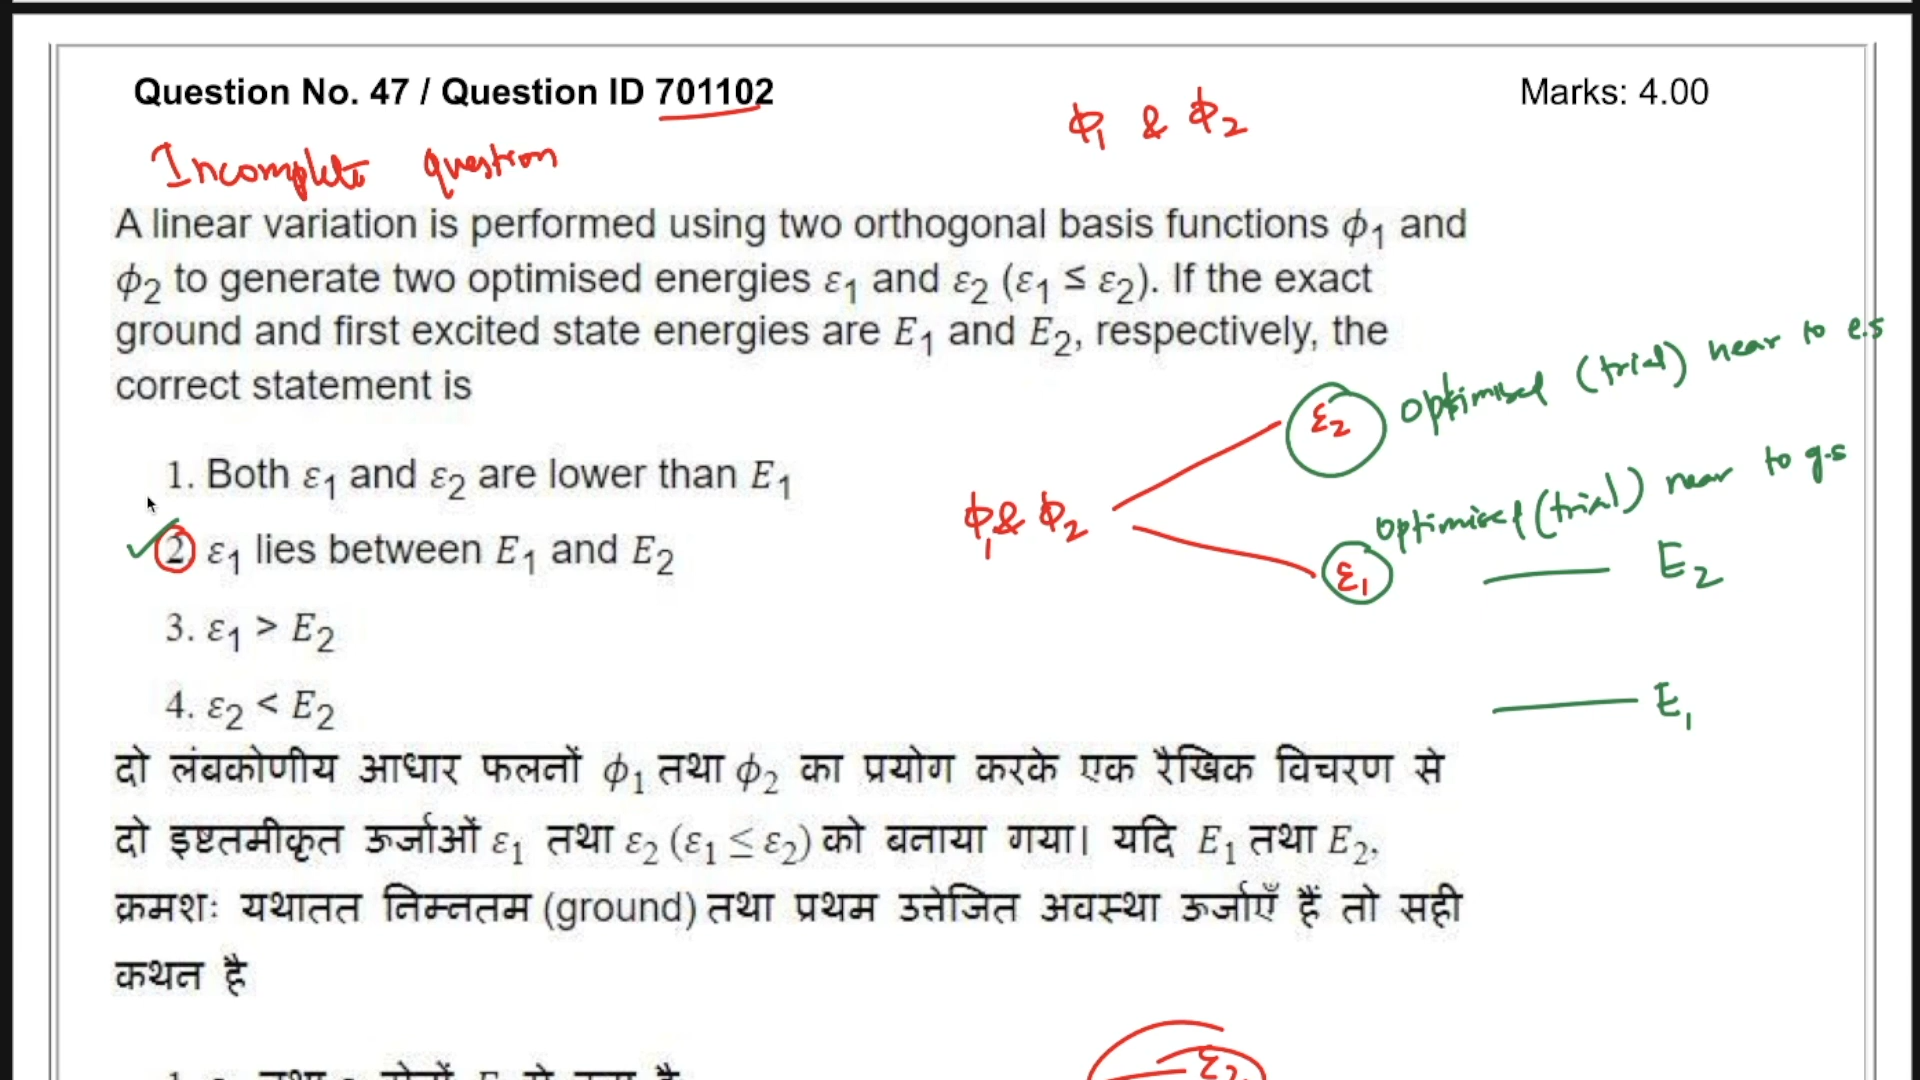 Question No. 47 / Question ID 701102 Marks: 4.00
ϕ1 & ϕ2
Incomplete question
A linear variation is performed using two orthogonal basis functions ϕ1 and
ϕ2 to generate two optimised energies ε1 and ε2 (ε1 ≤ ε2). If the exact
ground and first excited state energies are E1 and E2, respectively, the
correct statement is
ε2 optimised (trial) near to e.s
1. Both ε1 and ε2 are lower than E1
ϕ1 & ϕ2
optimised (trial) near to g.s
2 ε1 lies between E1 and E2
ε1
E2
3. ε1 > E2
4. ε2 < E2
E1
दो लंबकोणीय आधार फलनों ϕ1 तथा ϕ2 का प्रयोग करके एक रैखिक विचरण से
दो इष्टतमीकृत ऊर्जाओं ε1 तथा ε2 (ε1 ≤ ε2) को बनाया गया। यदि E1 तथा E2,
क्रमशः यथातत निम्नतम (ground) तथा प्रथम उत्तेजित अवस्था ऊर्जाएँ हैं तो सही
कथन है
ε2